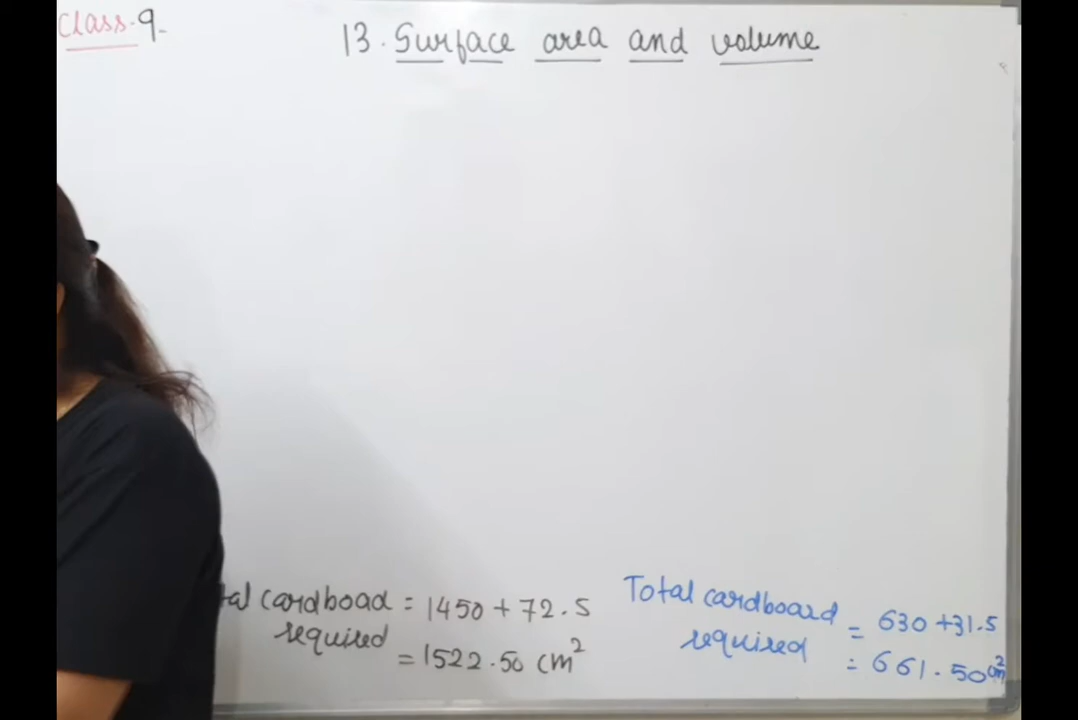 Class-9.
13. Surface area and volume
tal cardboad = 1450 + 72.5
required
= 1522.50 cm²
Total cardboard = 630 + 31.5
required
= 661.50 cm²